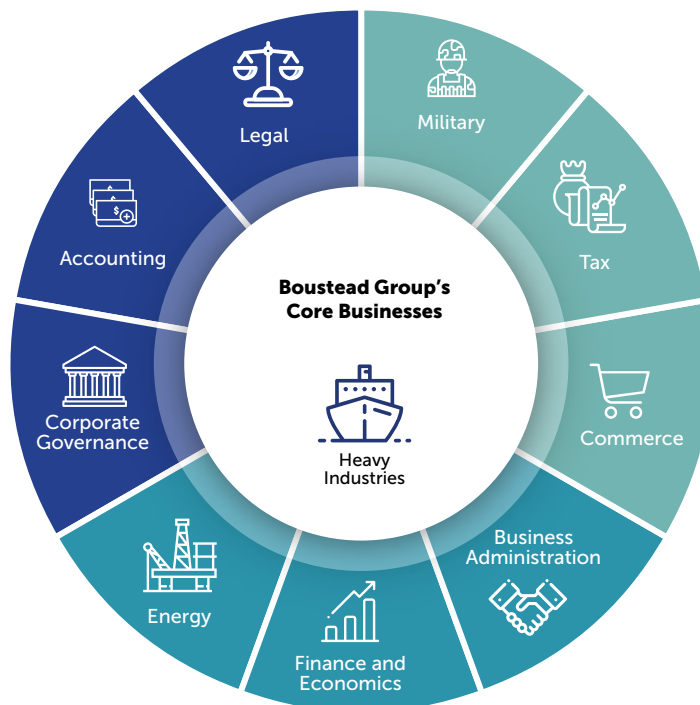 Legal
Military
Accounting
Tax
Boustead Group's
Core Businesses
Corporate
Governance
Commerce
Heavy
Industries
Business
Administration
Energy
$
Finance and
Economics